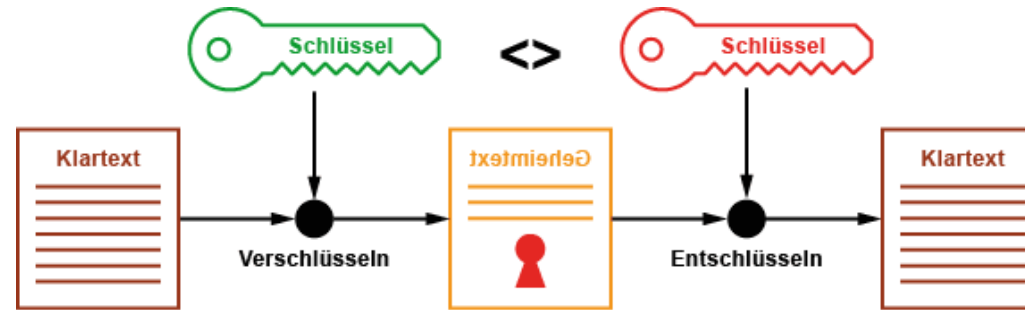 Schlüssel
<>
Schlüssel
Klartext
Geheimtext
Klartext
Verschlüsseln
Entschlüsseln